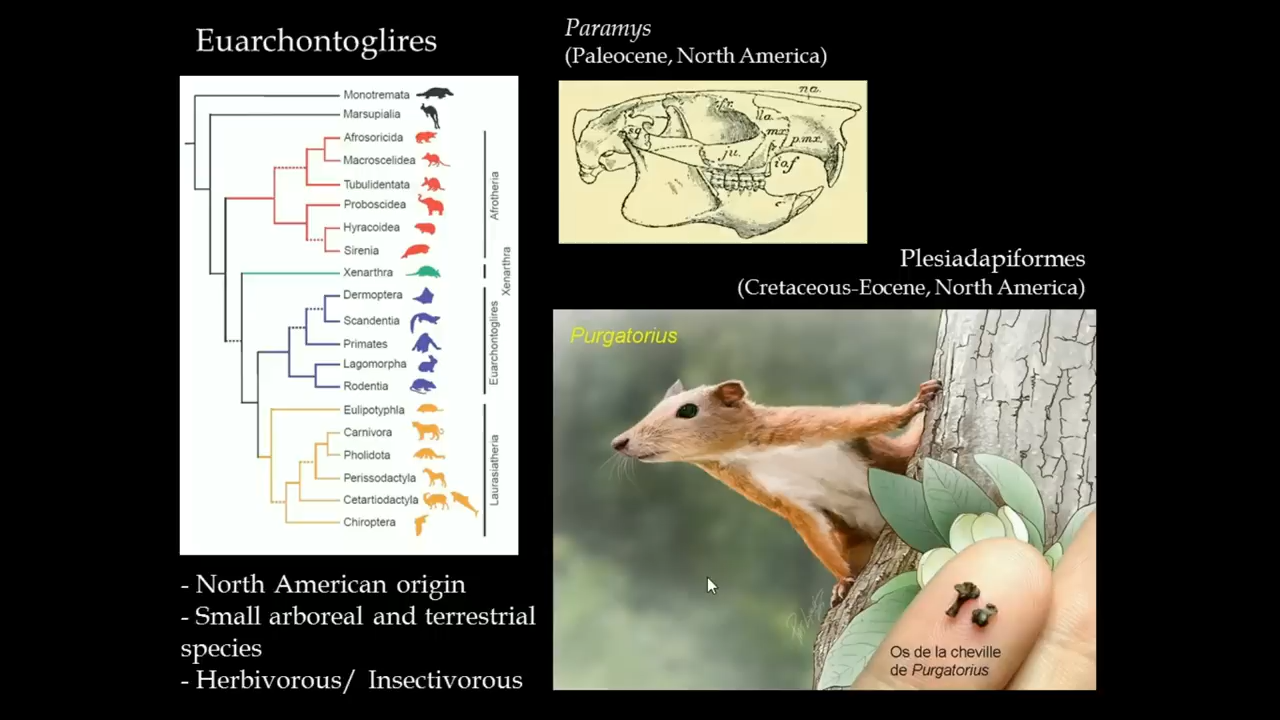 Euarchontoglires
Monotremata
Marsupialia
Afrosoricida
Macroscelidea
Tubulidentata
Proboscidea
Hyracoidea
Sirenia
Afrotheria
Xenarthra
Xenarthra
Dermoptera
Scandentia
Primates
Lagomorpha
Rodentia
Euarchontoglires
Eulipotyphla
Carnivora
Pholidota
Perissodactyla
Cetartiodactyla
Chiroptera
Laurasiatheria
- North American origin
- Small arboreal and terrestrial
species
- Herbivorous/ Insectivorous
Paramys
(Paleocene, North America)
na.
fr.
la.
sq
mx.
p.mx.
ju.
io.f
Plesiadapiformes
(Cretaceous-Eocene, North America)
Purgatorius
Os de la cheville
de Purgatorius